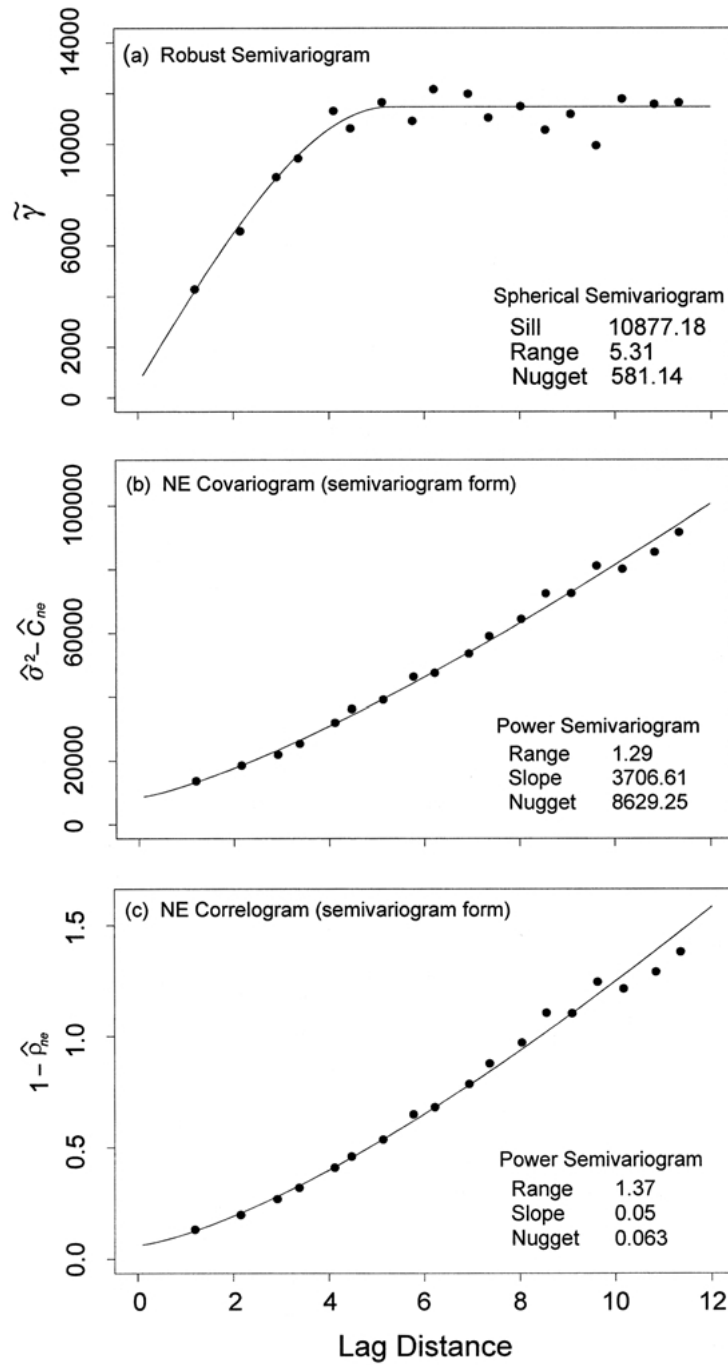 (a) Robust Semivariogram
14000
10000
6000
2000
0
γ̃
Spherical Semivariogram
Sill 10877.18
Range 5.31
Nugget 581.14
(b) NE Covariogram (semivariogram form)
100000
60000
20000
0
σ̂²–Ĉne
Power Semivariogram
Range 1.29
Slope 3706.61
Nugget 8629.25
(c) NE Correlogram (semivariogram form)
1.5
1.0
0.5
0.0
1 – ρ̂ne
Power Semivariogram
Range 1.37
Slope 0.05
Nugget 0.063
0 2 4 6 8 10 12
Lag Distance